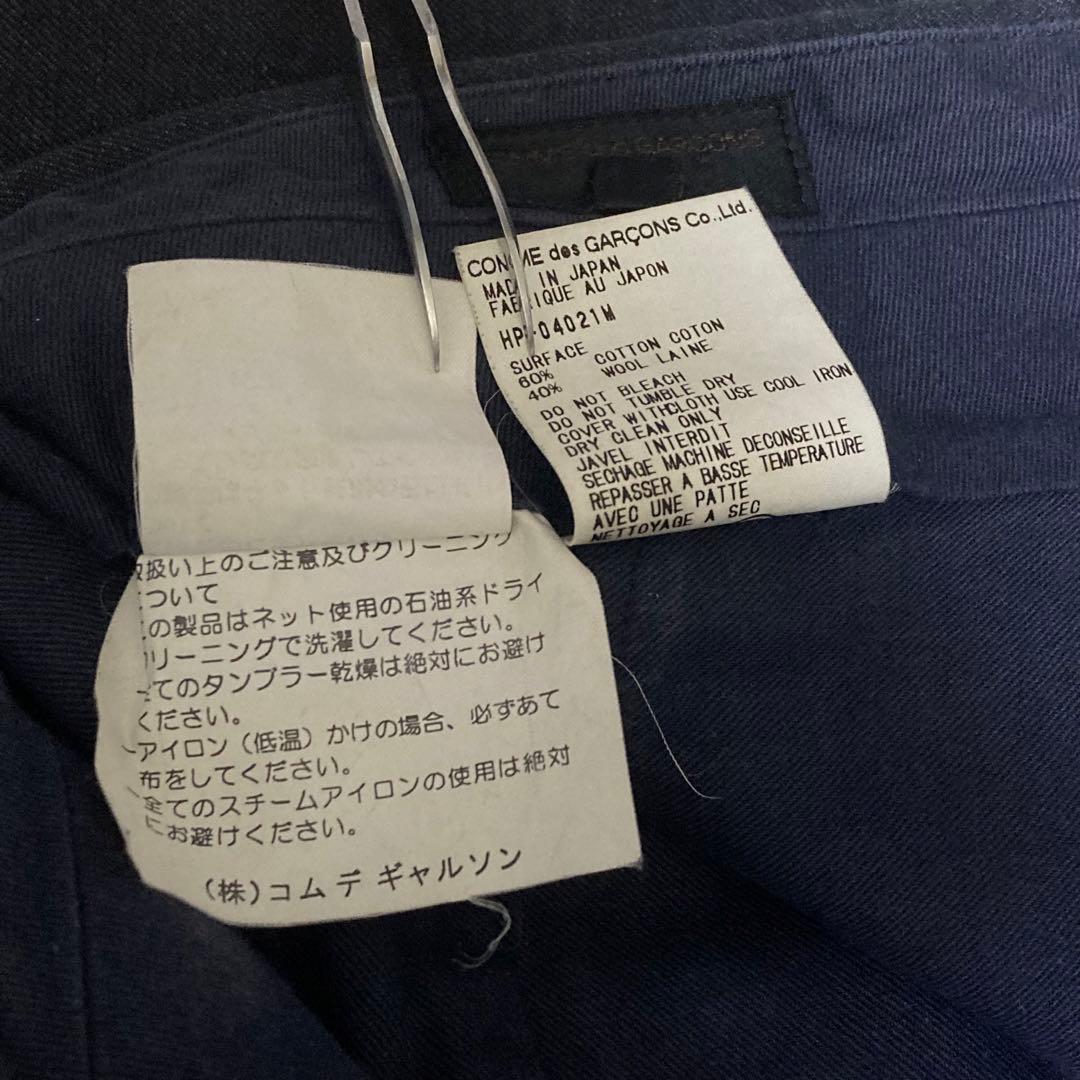 GARÇONS
COMME des GARÇONS Co.,Ltd.
MADE IN JAPAN
FABRIQUE AU JAPON
04021M
SURFACE
60% COTTON COTON
40% WOOL LAINE
DO NOT BLEACH
DO NOT TUMBLE DRY
COVER WITHCLOTH USE COOL IRON
DRY CLEAN ONLY
JAVEL INTERDIT
SECHAGE MACHINE DECONSEILLE
REPASSER A BASSE TEMPERATURE
AVEC UNE PATTE
NETTOYAGE A SEC
扱い上のご注意及びクリーニング
ついて
の製品はネット使用の石油系ドライ
リーニングで洗濯してください。
てのタンブラー乾燥は絶対にお避け
ください。
アイロン(低温)かけの場合、必ずあて
布をしてください。
全てのスチームアイロンの使用は絶対
にお避けください。
(株)コム デ ギャルソン